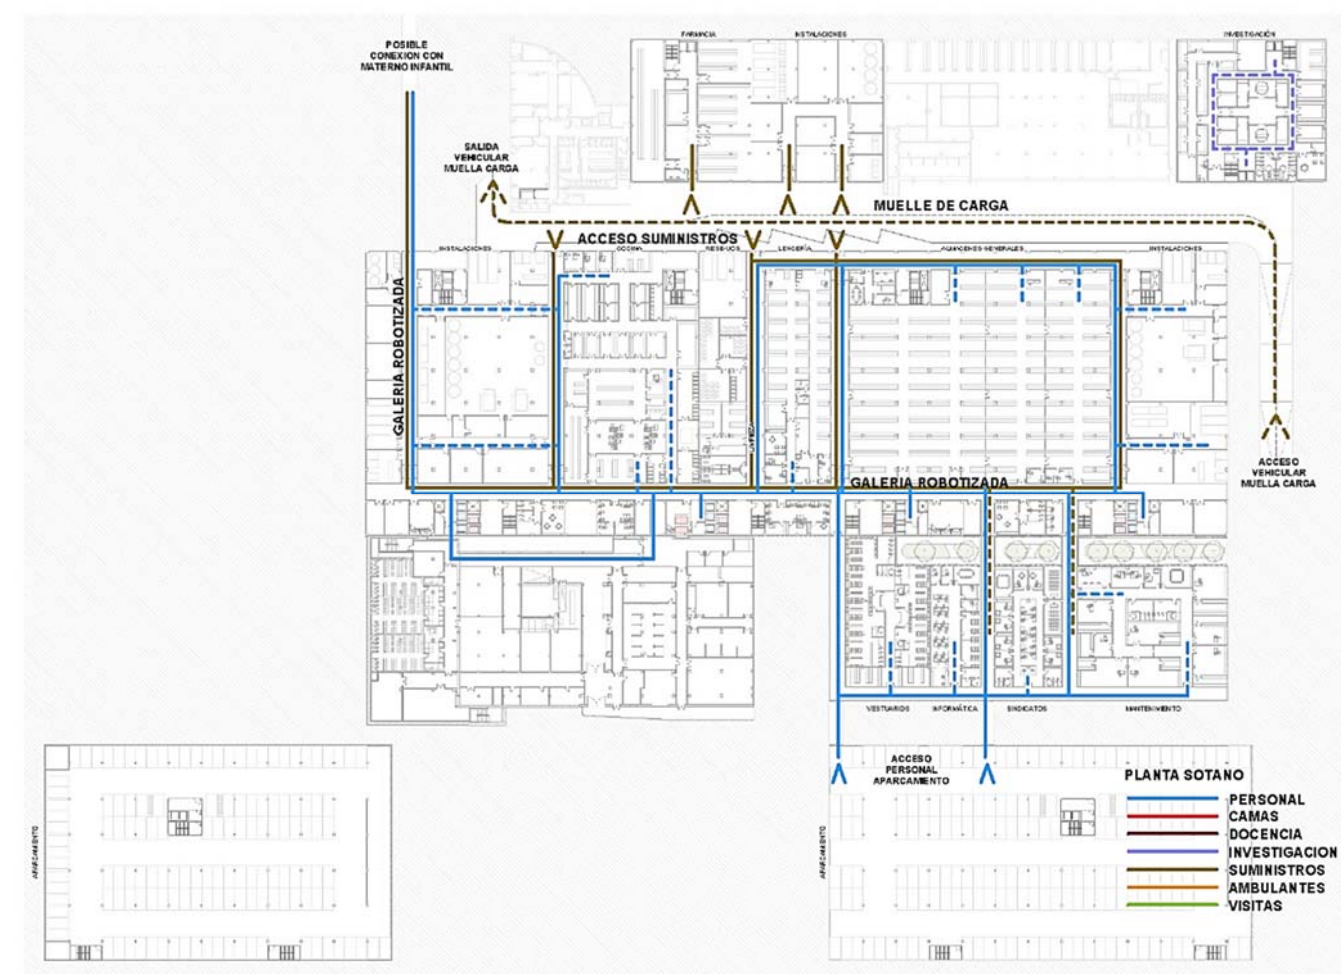 FARMACIA
INSTALACIONES
INVESTIGACIÓN
POSIBLE
CONEXION CON
MATERNO INFANTIL
SALIDA
VEHICULAR
MUELLA CARGA
MUELLE DE CARGA
ACCESO SUMINISTROS
INSTALACIONES
COCINA
RESIDUOS
LENCERÍA
ALMACENES GENERALES
INSTALACIONES
GALERIA ROBOTIZADA
GALERIA ROBOTIZADA
ACCESO
VEHICULAR
MUELLA CARGA
VESTUARIOS
INFORMÁTICA
SINDICATOS
MANTENIMIENTO
ACCESO
PERSONAL
APARCAMIENTO
APARCAMIENTO
APARCAMIENTO
PLANTA SOTANO
PERSONAL
CAMAS
DOCENCIA
INVESTIGACION
SUMINISTROS
AMBULANTES
VISITAS